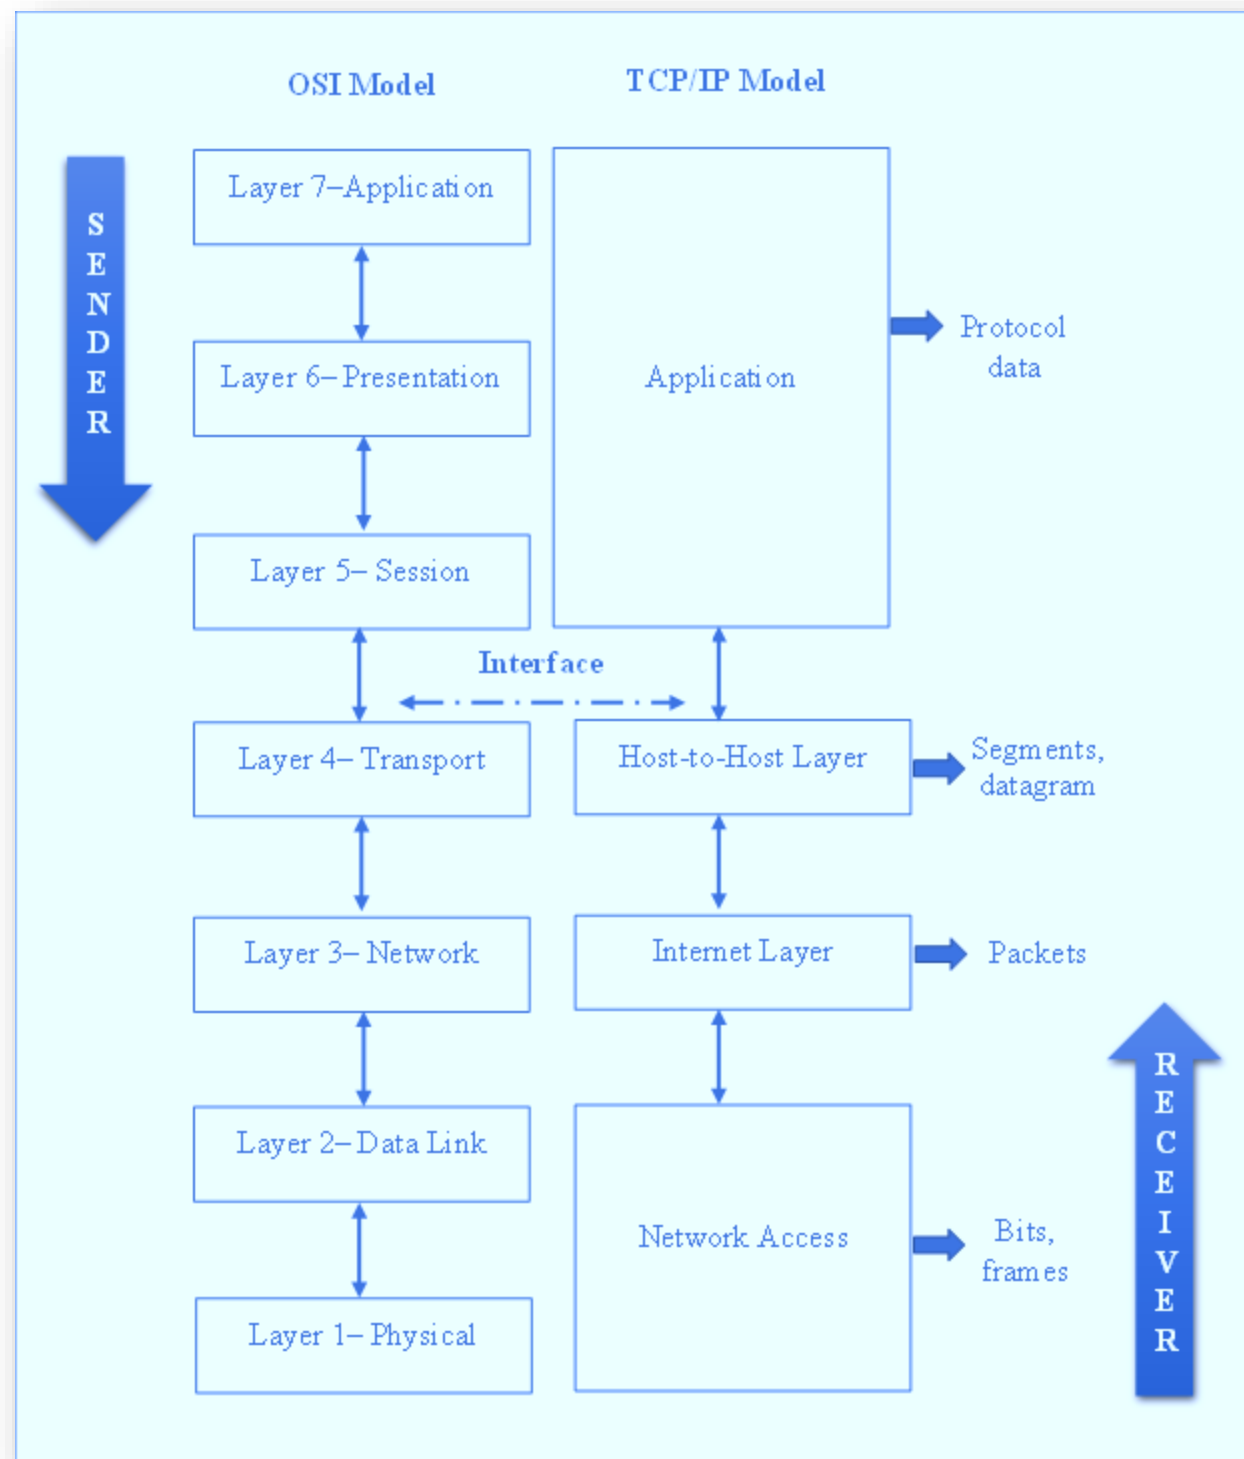 OSI Model
TCP/IP Model
SENDER
Layer 7–Application
Layer 6–Presentation
Layer 5–Session
Application
Protocol
data
Interface
Layer 4–Transport
Host-to-Host Layer
Segments,
datagram
Layer 3–Network
Internet Layer
Packets
Layer 2–Data Link
Network Access
Bits,
frames
Layer 1–Physical
RECEIVER